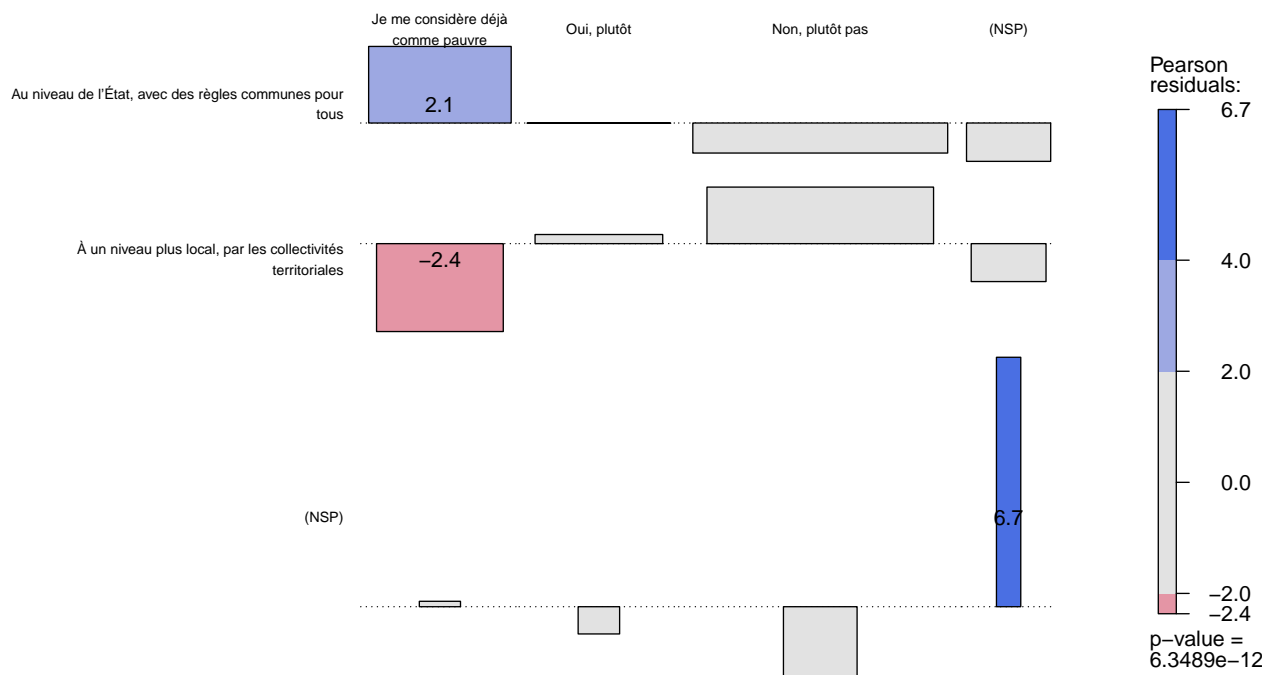 Je me considère déjà
comme pauvre
Oui, plutôt
Non, plutôt pas
(NSP)
Au niveau de l'État, avec des règles communes pour
tous
2.1
À un niveau plus local, par les collectivités
territoriales
−2.4
(NSP)
6.7
Pearson
residuals:
6.7
4.0
2.0
0.0
−2.0
−2.4
p−value =
6.3489e−12